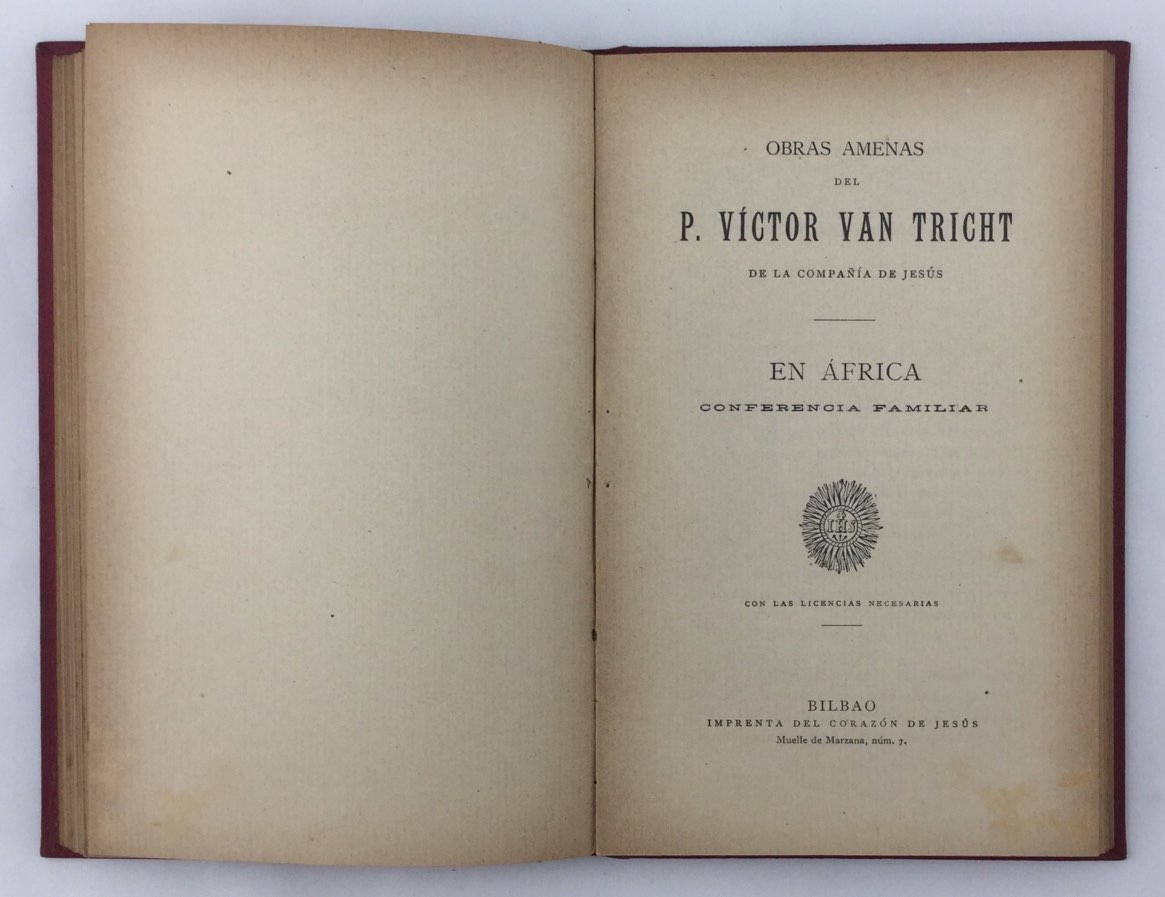 OBRAS AMENAS
DEL
P. VÍCTOR VAN TRICHT
DE LA COMPAÑÍA DE JESÚS
EN ÁFRICA
CONFERENCIA FAMILIAR
IHS
CON LAS LICENCIAS NECESARIAS
BILBAO
IMPRENTA DEL CORAZÓN DE JESÚS
Muelle de Marzana, núm. 7.